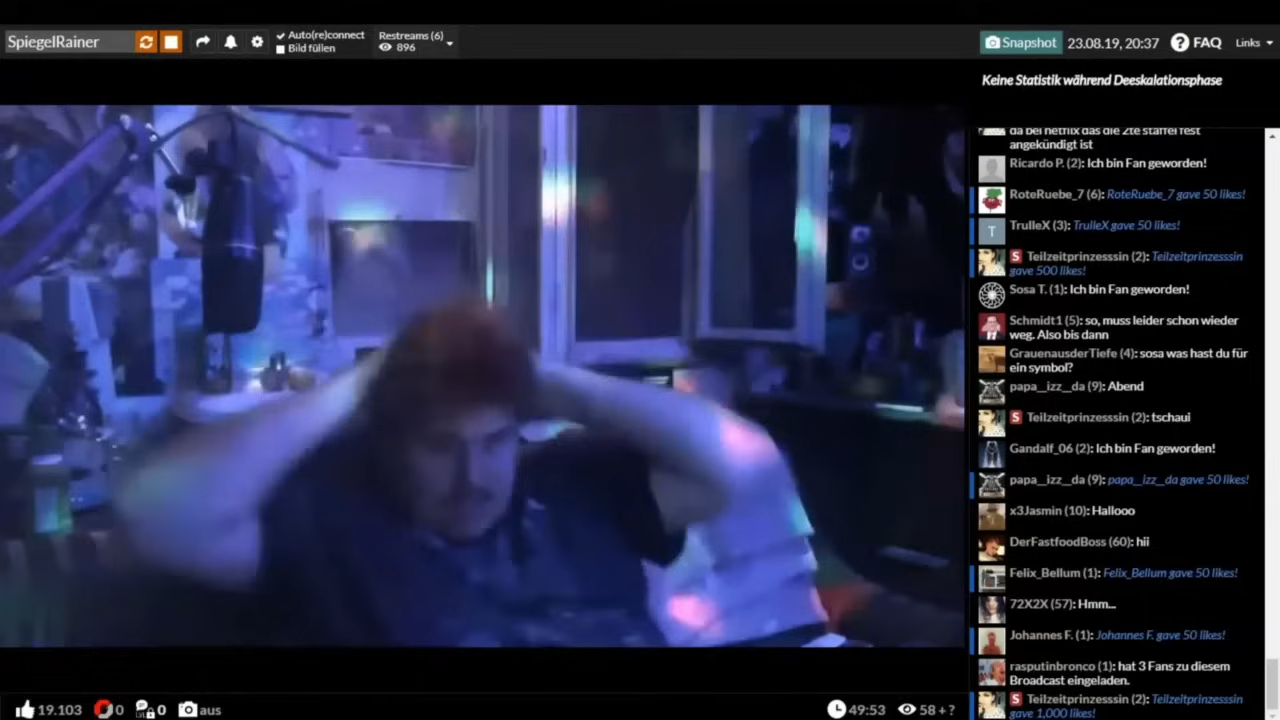 SpiegelRainer
Auto(re)connect
Bild füllen
Restreams (6)
896
Snapshot
23.08.19, 20:37
FAQ
Links
Keine Statistik während Deeskalationsphase
da bei netflix das die 2te staffel fest
angekündigt ist
Ricardo P. (2): Ich bin Fan geworden!
RoteRuebe_7 (6): RoteRuebe_7 gave 50 likes!
T
TrulleX (3): TrulleX gave 50 likes!
S Teilzeitprinzesssin (2): Teilzeitprinzesssin
gave 500 likes!
Sosa T. (1): Ich bin Fan geworden!
Schmidt1 (5): so, muss leider schon wieder
weg. Also bis dann
GrauenausderTiefe (4): sosa was hast du für
ein symbol?
papa_izz_da (9): Abend
S Teilzeitprinzesssin (2): tschaui
Gandalf_06 (2): Ich bin Fan geworden!
papa_izz_da (9): papa_izz_da gave 50 likes!
x3Jasmin (10): Hallooo
DerFastfoodBoss (60): hii
Felix_Bellum (1): Felix_Bellum gave 50 likes!
72X2X (57): Hmm...
Johannes F. (1): Johannes F. gave 50 likes!
rasputinbronco (1): hat 3 Fans zu diesem
Broadcast eingeladen.
S Teilzeitprinzesssin (2): Teilzeitprinzesssin
gave 1,000 likes!
19.103
0
0
aus
49:53
58 + ?